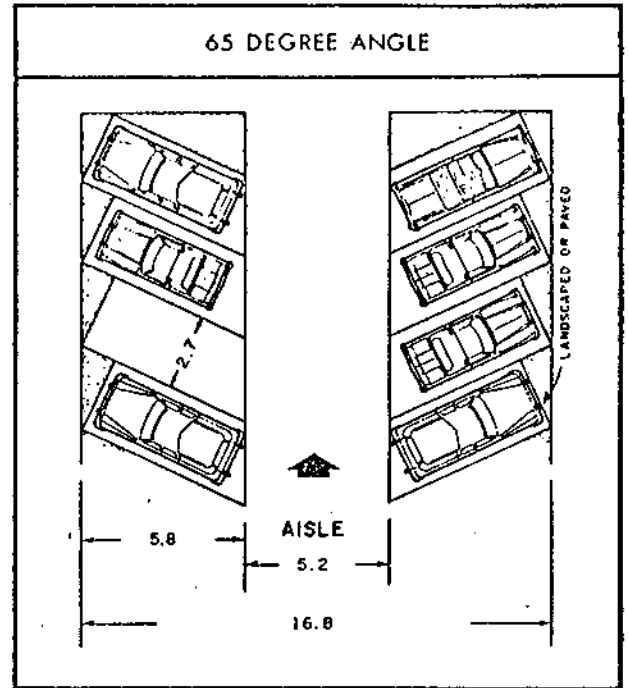 65 DEGREE ANGLE
LANDSCAPED OR PAVED
2.7
AISLE
5.8
5.2
16.8